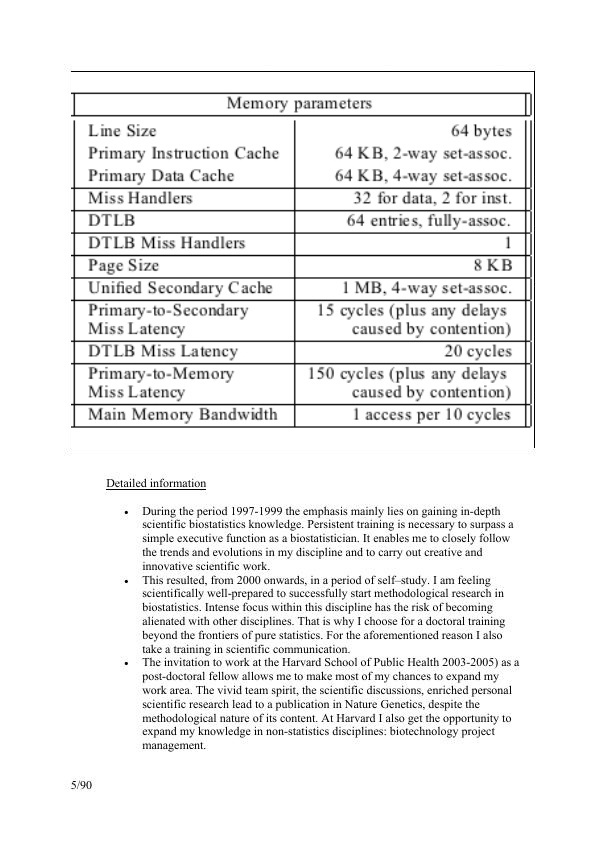 Memory parameters
Line Size 64 bytes
Primary Instruction Cache 64 KB, 2-way set-assoc.
Primary Data Cache 64 KB, 4-way set-assoc.
Miss Handlers 32 for data, 2 for inst.
DTLB 64 entries, fully-assoc.
DTLB Miss Handlers 1
Page Size 8 KB
Unified Secondary Cache 1 MB, 4-way set-assoc.
Primary-to-Secondary 15 cycles (plus any delays
Miss Latency caused by contention)
DTLB Miss Latency 20 cycles
Primary-to-Memory 150 cycles (plus any delays
Miss Latency caused by contention)
Main Memory Bandwidth 1 access per 10 cycles
Detailed information
• During the period 1997-1999 the emphasis mainly lies on gaining in-depth
scientific biostatistics knowledge. Persistent training is necessary to surpass a
simple executive function as a biostatistician. It enables me to closely follow
the trends and evolutions in my discipline and to carry out creative and
innovative scientific work.
• This resulted, from 2000 onwards, in a period of self–study. I am feeling
scientifically well-prepared to successfully start methodological research in
biostatistics. Intense focus within this discipline has the risk of becoming
alienated with other disciplines. That is why I choose for a doctoral training
beyond the frontiers of pure statistics. For the aforementioned reason I also
take a training in scientific communication.
• The invitation to work at the Harvard School of Public Health 2003-2005) as a
post-doctoral fellow allows me to make most of my chances to expand my
work area. The vivid team spirit, the scientific discussions, enriched personal
scientific research lead to a publication in Nature Genetics, despite the
methodological nature of its content. At Harvard I also get the opportunity to
expand my knowledge in non-statistics disciplines: biotechnology project
management.
5/90